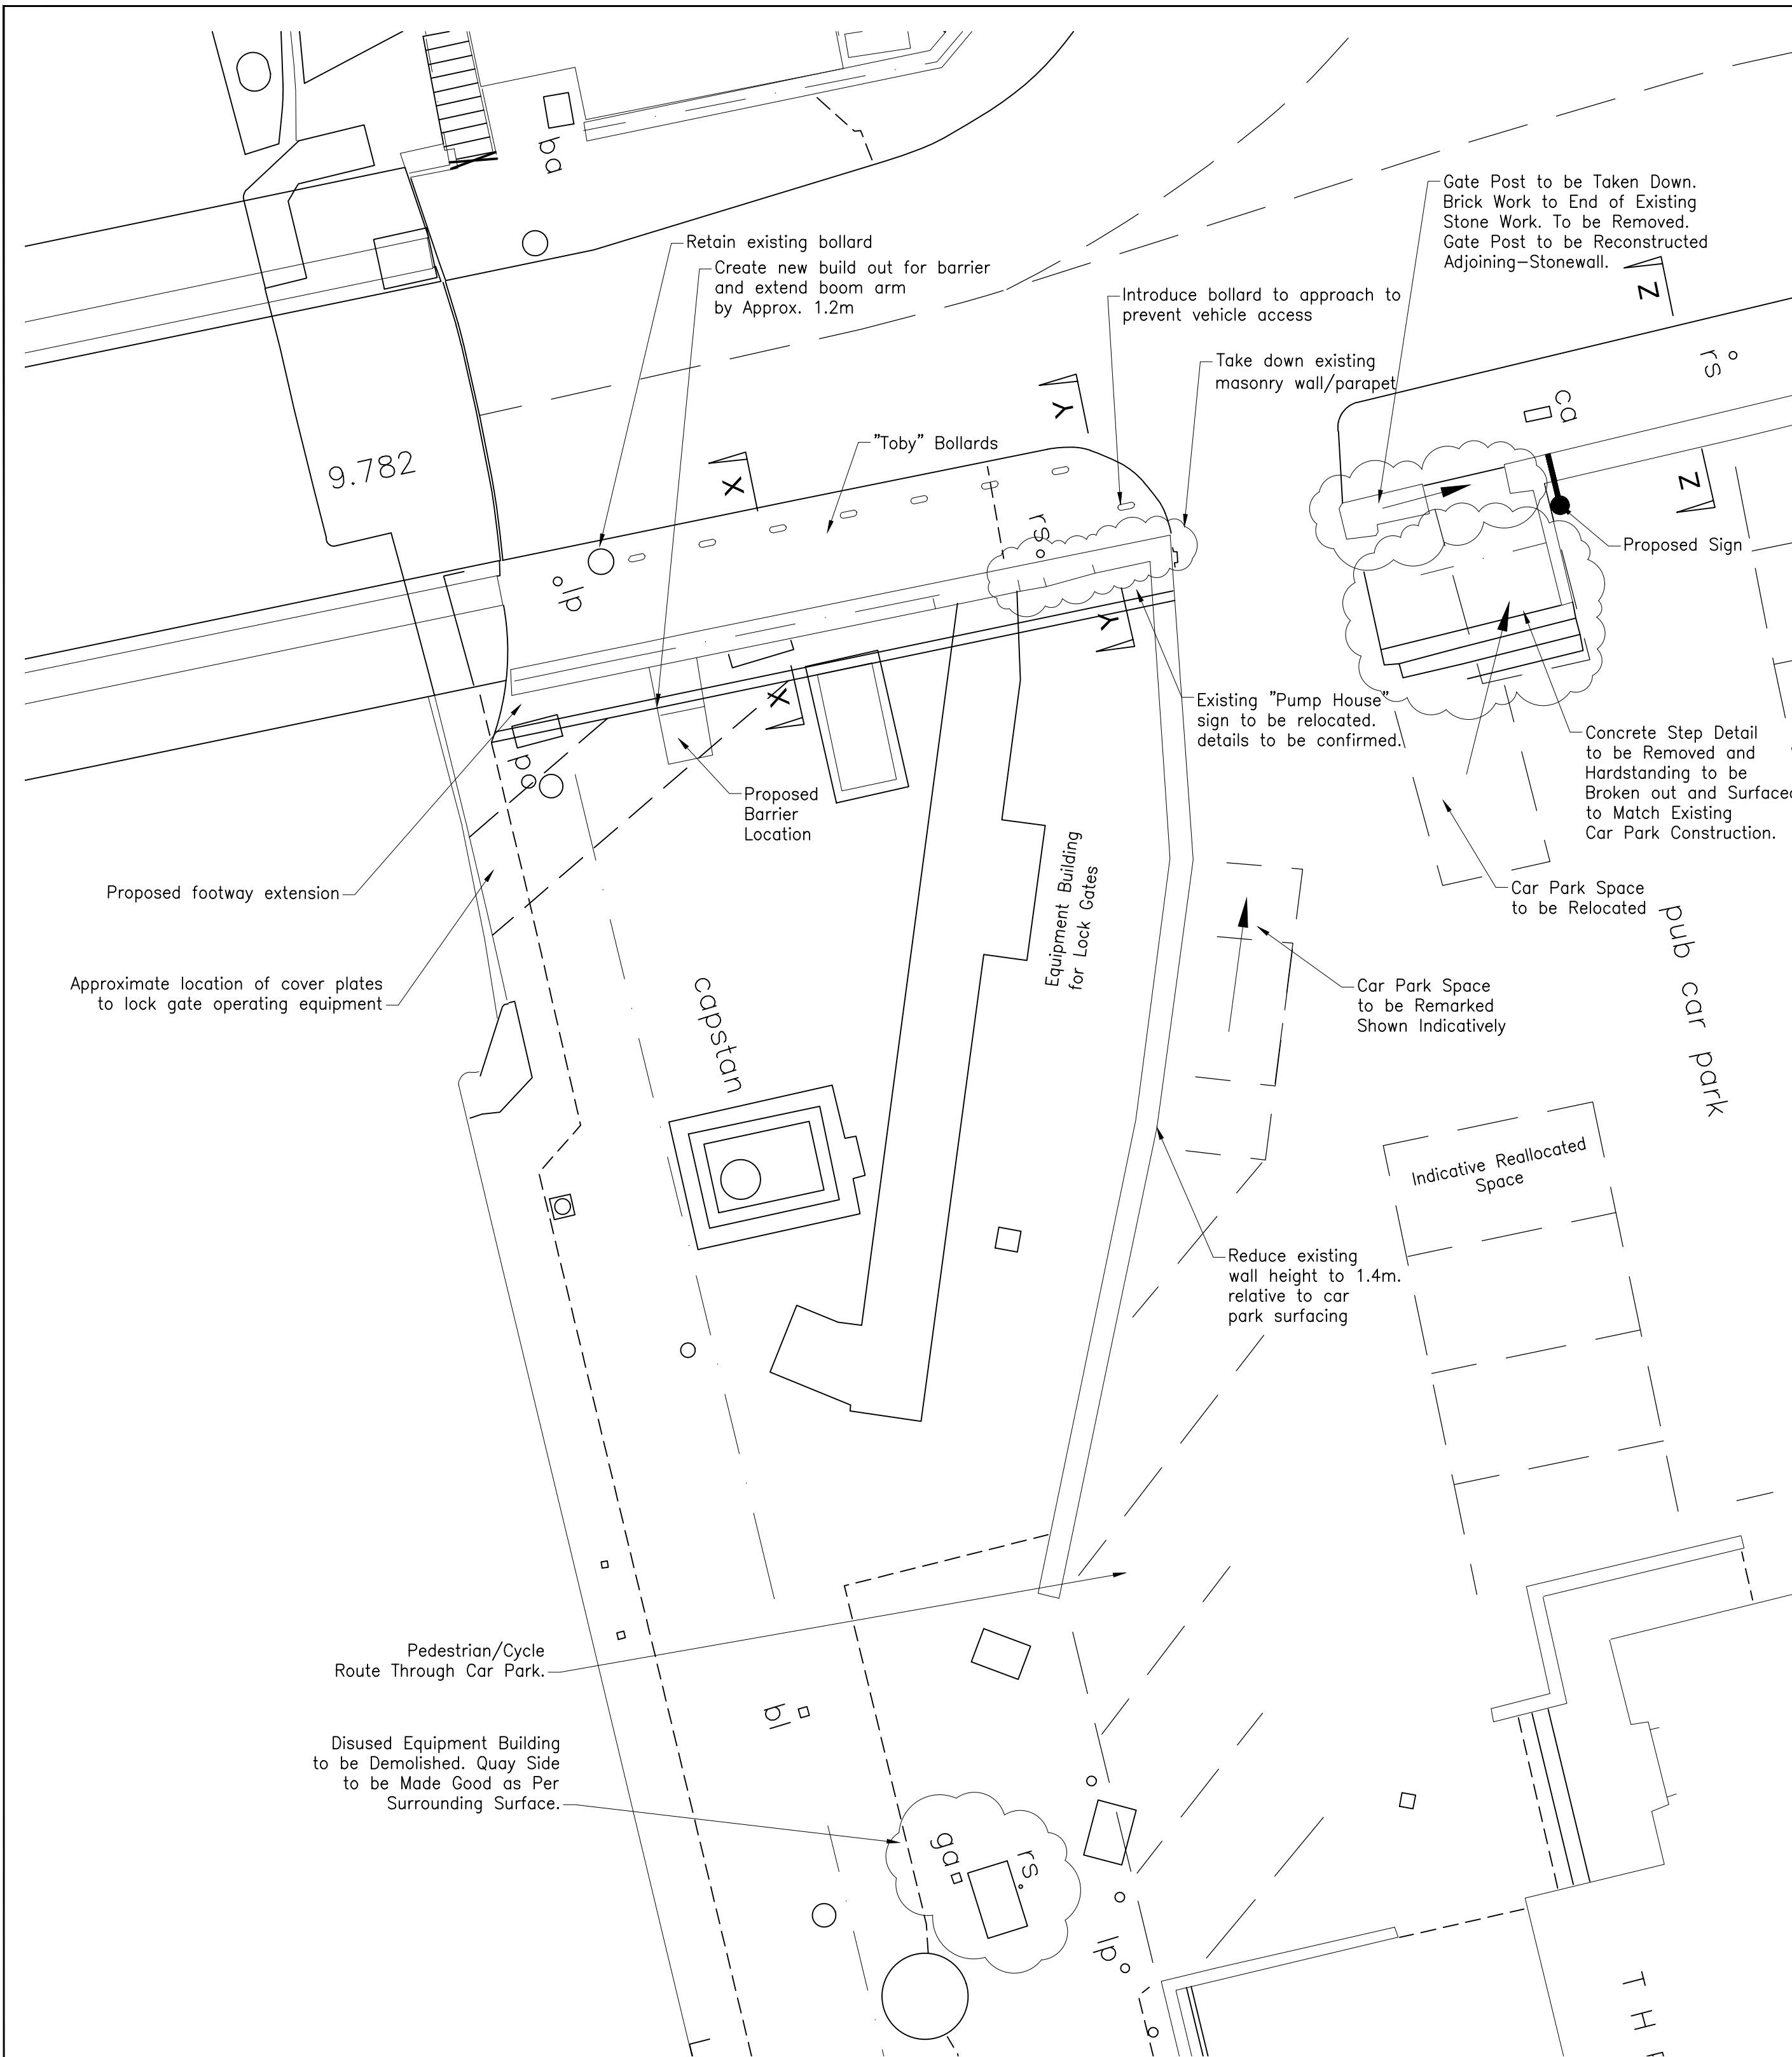 ba
Gate Post to be Taken Down.
Brick Work to End of Existing
Stone Work. To be Removed.
Gate Post to be Reconstructed
Adjoining-Stonewall.
Retain existing bollard
Create new build out for barrier
and extend boom arm
by Approx. 1.2m
Introduce bollard to approach to
prevent vehicle access
Z
rs
Take down existing
masonry wall/parapet
ca
Y
"Toby" Bollards
9.782
X
Z
rs
Proposed Sign
lp
Y
X
Existing "Pump House"
sign to be relocated.
details to be confirmed.
Concrete Step Detail
to be Removed and
Hardstanding to be
Broken out and Surfaced
to Match Existing
Car Park Construction.
Proposed
Barrier
Location
Equipment Building
for Lock Gates
Proposed footway extension
Car Park Space
to be Relocated
pub car park
Approximate location of cover plates
to lock gate operating equipment
capstan
Car Park Space
to be Remarked
Shown Indicatively
Indicative Reallocated
Space
Reduce existing
wall height to 1.4m.
relative to car
park surfacing
Pedestrian/Cycle
Route Through Car Park.
bl
Disused Equipment Building
to be Demolished. Quay Side
to be Made Good as Per
Surrounding Surface.
ga
rs
lp
TH